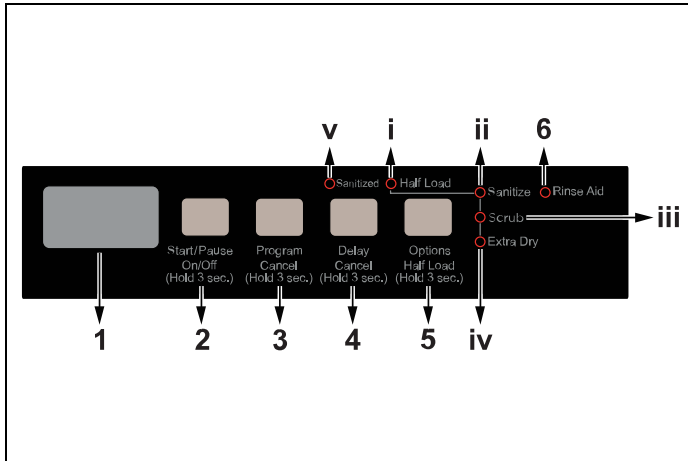 v i ii 6
Sanitized Half Load Sanitize Rinse Aid
Scrub iii
Extra Dry
Start/Pause
On/Off
(Hold 3 sec.)
Program
Cancel
(Hold 3 sec.)
Delay
Cancel
(Hold 3 sec.)
Options
Half Load
(Hold 3 sec.)
1 2 3 4 5 iv